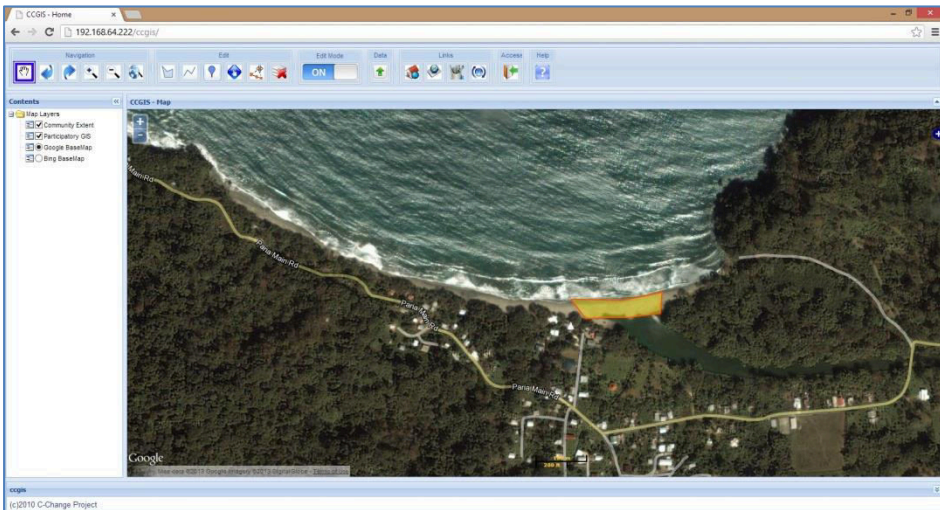 CCGIS - Home
192.168.64.222/ccgis/
Navigation
Edit
Edit Mode
Data
Links
Access
Help
ON
Contents
CCGIS - Map
Map Layers
Community Extent
Participatory GIS
Google BaseMap
Bing BaseMap
Main Rd
Paria Main Rd
Paria Main Rd
Paria Main Rd
Google
200 ft
ccgis
(c)2010 C-Change Project